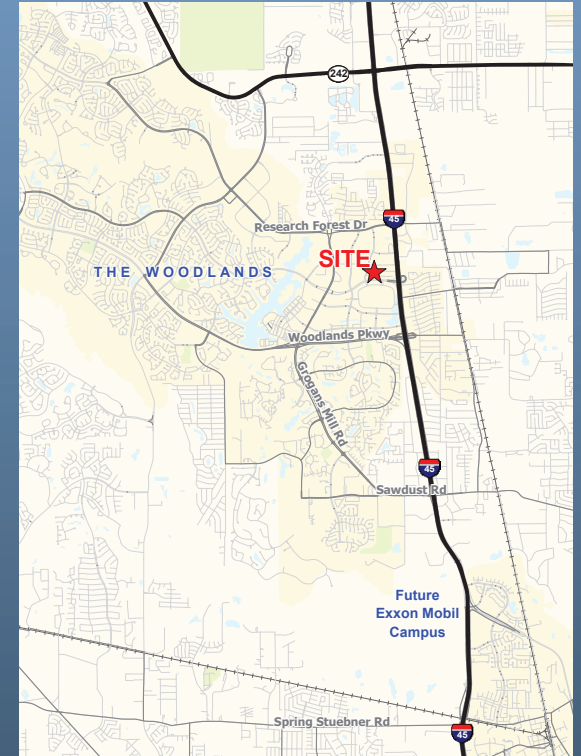 242
45
Research Forest Dr
SITE
THE WOODLANDS
Woodlands Pkwy
Grogans Mill Rd
45
Sawdust Rd
Future
Exxon Mobil
Campus
Spring Stuebner Rd
45